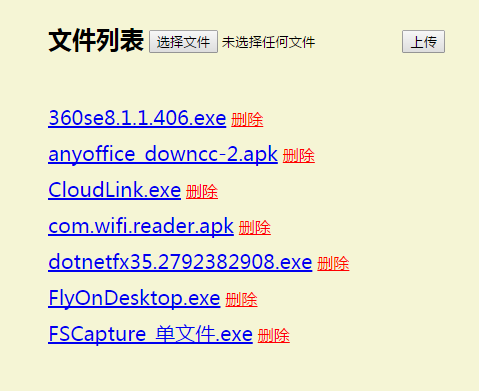 文件列表 选择文件 未选择任何文件 上传
360se8.1.1.406.exe 删除
anyoffice_downcc-2.apk 删除
CloudLink.exe 删除
com.wifi.reader.apk 删除
dotnetfx35.2792382908.exe 删除
FlyOnDesktop.exe 删除
FSCapture_单文件.exe 删除